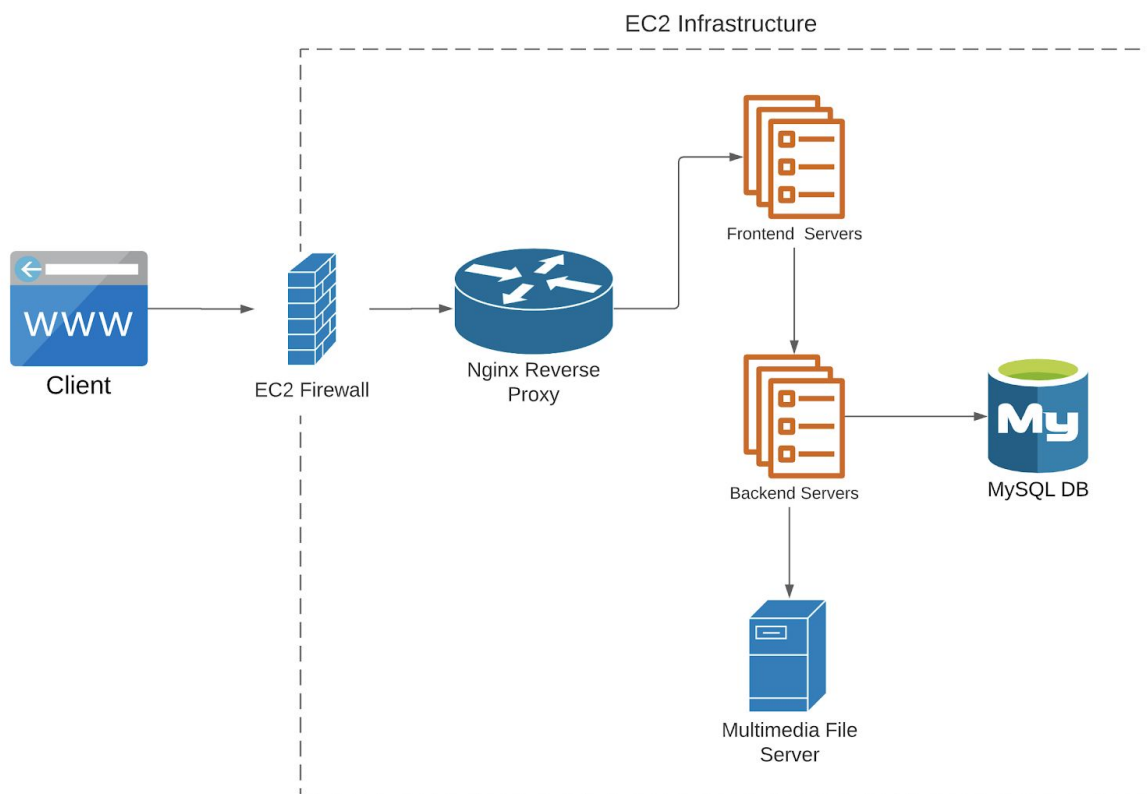 EC2 Infrastructure
Frontend Servers
WWW
Client
EC2 Firewall
Nginx Reverse
Proxy
Backend Servers
My
MySQL DB
Multimedia File
Server